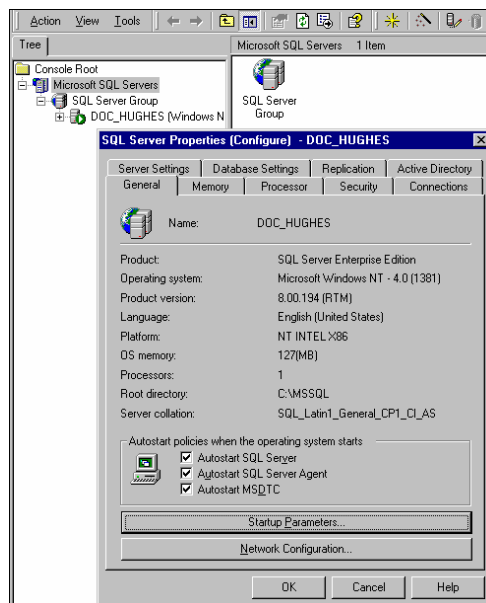 Action View Tools
Tree
Microsoft SQL Servers 1 Item
Console Root
Microsoft SQL Servers
SQL Server Group
DOC_HUGHES (Windows N
SQL Server
Group
SQL Server Properties (Configure) - DOC_HUGHES
Server Settings Database Settings Replication Active Directory
General Memory Processor Security Connections
Name: DOC_HUGHES
Product: SQL Server Enterprise Edition
Operating system: Microsoft Windows NT - 4.0 (1381)
Product version: 8.00.194 (RTM)
Language: English (United States)
Platform: NT INTEL X86
OS memory: 127(MB)
Processors: 1
Root directory: C:\MSSQL
Server collation: SQL_Latin1_General_CP1_CI_AS
Autostart policies when the operating system starts
Autostart SQL Server
Autostart SQL Server Agent
Autostart MSDTC
Startup Parameters...
Network Configuration...
OK Cancel Help